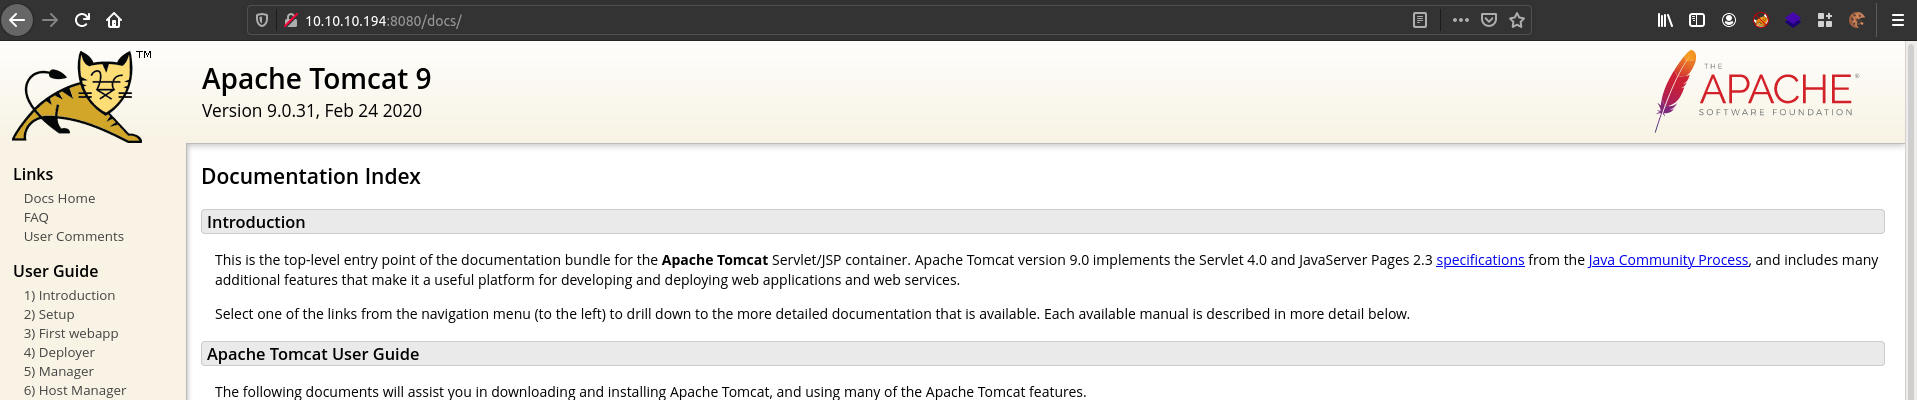 10.10.10.194:8080/docs/
TM
Apache Tomcat 9
Version 9.0.31, Feb 24 2020
THE
APACHE®
SOFTWARE FOUNDATION
Links
Docs Home
FAQ
User Comments
User Guide
1) Introduction
2) Setup
3) First webapp
4) Deployer
5) Manager
6) Host Manager
Documentation Index
Introduction
This is the top-level entry point of the documentation bundle for the Apache Tomcat Servlet/JSP container. Apache Tomcat version 9.0 implements the Servlet 4.0 and JavaServer Pages 2.3 specifications from the Java Community Process, and includes many
additional features that make it a useful platform for developing and deploying web applications and web services.
Select one of the links from the navigation menu (to the left) to drill down to the more detailed documentation that is available. Each available manual is described in more detail below.
Apache Tomcat User Guide
The following documents will assist you in downloading and installing Apache Tomcat, and using many of the Apache Tomcat features.